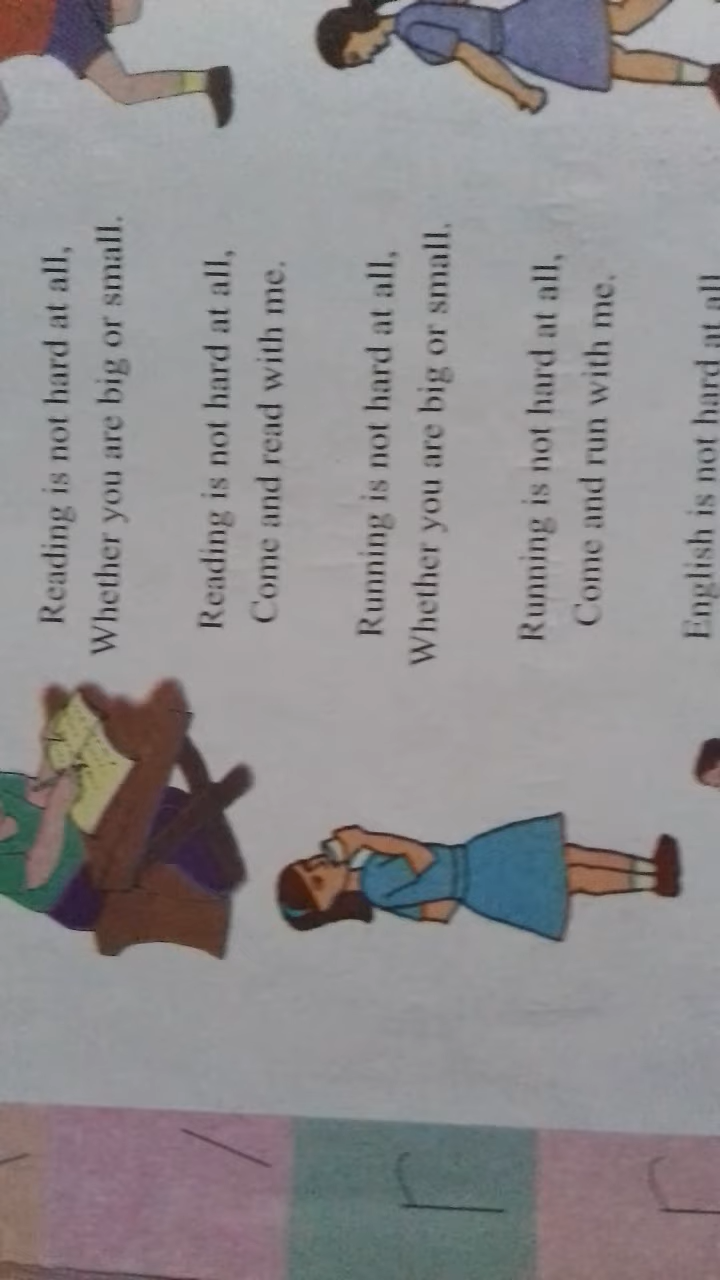 Reading is not hard at all,
Whether you are big or small.
Reading is not hard at all,
Come and read with me.
Running is not hard at all,
Whether you are big or small.
Running is not hard at all,
Come and run with me.
English is not hard at all